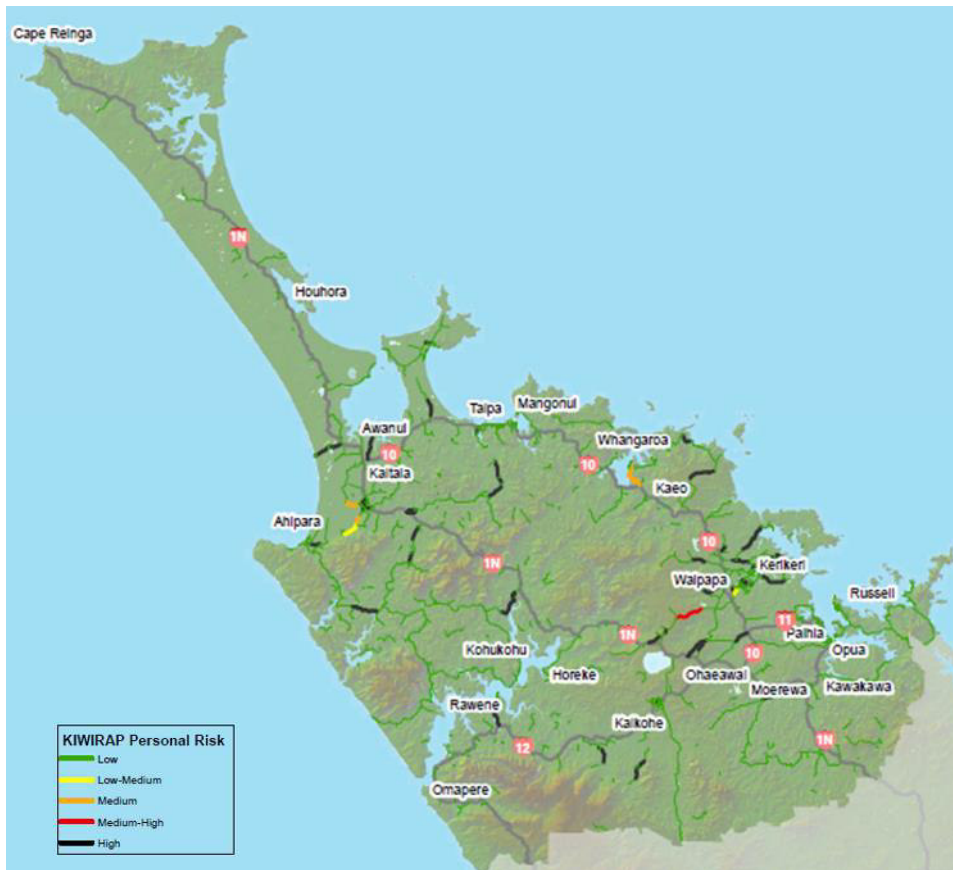 Cape Reinga
1N
Houhora
Taipa
Mangonui
Awanui
Whangaroa
10
10
Kaitaia
Kaeo
Ahipara
10
1N
Kerikeri
Waipapa
Russell
11
1N
Paihia
Kohukohu
10
Opua
Horeke
Ohaeawai
Moerewa
Kawakawa
Rawene
Kaikohe
1N
12
Omapere
KIWIRAP Personal Risk
Low
Low-Medium
Medium
Medium-High
High